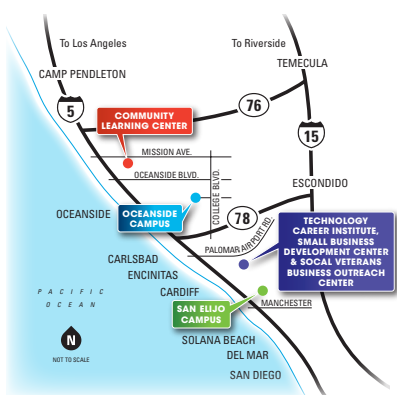 To Los Angeles
To Riverside
TEMECULA
CAMP PENDLETON
5
76
COMMUNITY
LEARNING CENTER
15
MISSION AVE.
OCEANSIDE BLVD.
COLLEGE BLVD.
ESCONDIDO
OCEANSIDE
OCEANSIDE
CAMPUS
78
PALOMAR AIRPORT RD.
TECHNOLOGY
CAREER INSTITUTE,
SMALL BUSINESS
DEVELOPMENT CENTER
& SOCAL VETERANS
BUSINESS OUTREACH
CENTER
CARLSBAD
ENCINITAS
PACIFIC
OCEAN
CARDIFF
SAN ELIJO
CAMPUS
MANCHESTER
N
NOT TO SCALE
SOLANA BEACH
DEL MAR
SAN DIEGO